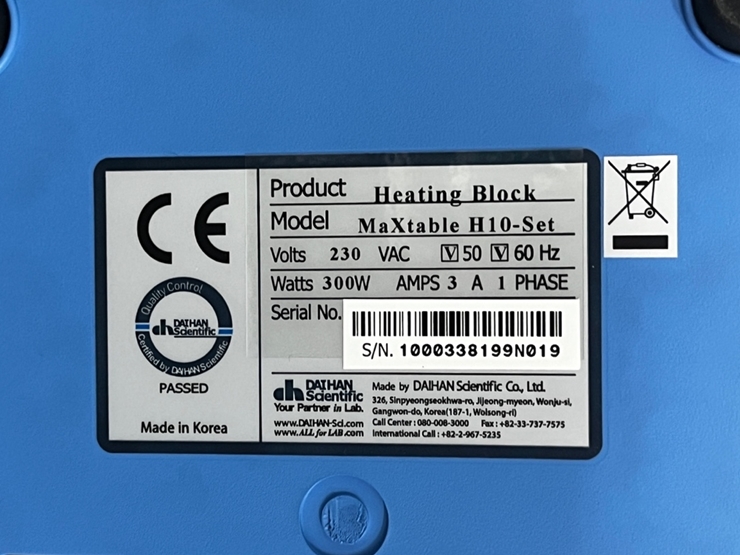 CE
Quality Control
dh DAIHAN Scientific
Certified by DAIHAN Scientific
PASSED
Made in Korea
Product Heating Block
Model MaXtable H10-Set
Volts 230 VAC V 50 V 60 Hz
Watts 300W AMPS 3 A 1 PHASE
Serial No.
S/N. 1000338199N019
dh DAIHAN Scientific
Your Partner in Lab.
www.DAIHAN-Sci.com
www.ALL for LAB.com
Made by DAIHAN Scientific Co., Ltd.
326, Sinpyeongseokhwa-ro, Jijeong-myeon, Wonju-si,
Gangwon-do, Korea(187-1, Wolsong-ri)
Call Center : 080-008-3000 Fax : +82-33-737-7575
International Call : +82-2-967-5235